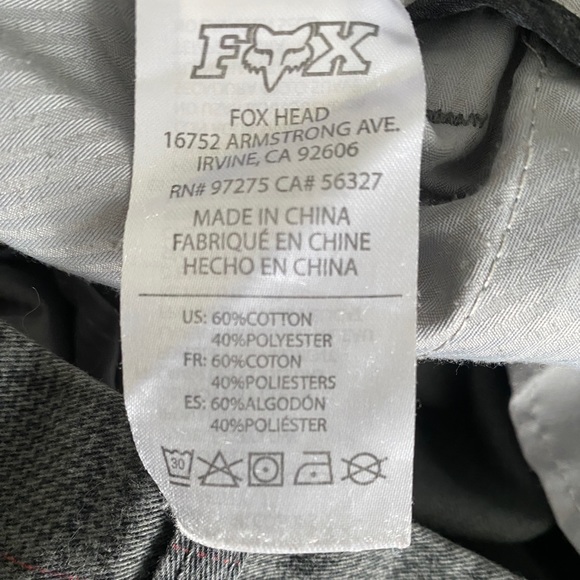 FOX
FOX HEAD
16752 ARMSTRONG AVE.
IRVINE, CA 92606
RN# 97275 CA# 56327
MADE IN CHINA
FABRIQUÉ EN CHINE
HECHO EN CHINA
US: 60%COTTON
40%POLYESTER
FR: 60%COTON
40%POLIESTERS
ES: 60%ALGODÓN
40%POLIÉSTER
30